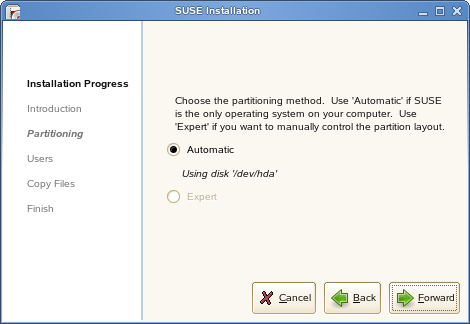 SUSE Installation
Installation Progress
Introduction
Partitioning
Users
Copy Files
Finish
Choose the partitioning method. Use 'Automatic' if SUSE
is the only operating system on your computer. Use
'Expert' if you want to manually control the partition layout.
Automatic
Using disk '/dev/hda'
Expert
Cancel
Back
Forward